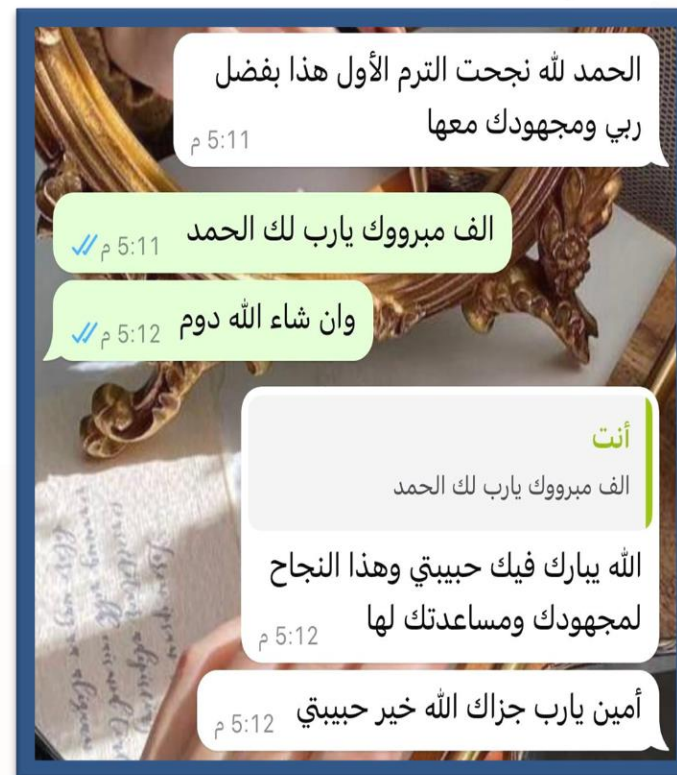 الحمد لله نجحت الترم الأول هذا بفضل
ربي ومجهودك معها
5:11 م
الف مبرووك يارب لك الحمد 5:11 م
وان شاء الله دوم 5:12 م
أنت
الف مبرووك يارب لك الحمد
الله يبارك فيك حبيبتي وهذا النجاح
لمجهودك ومساعدتك لها
5:12 م
أمين يارب جزاك الله خير حبيبتي 5:12 م